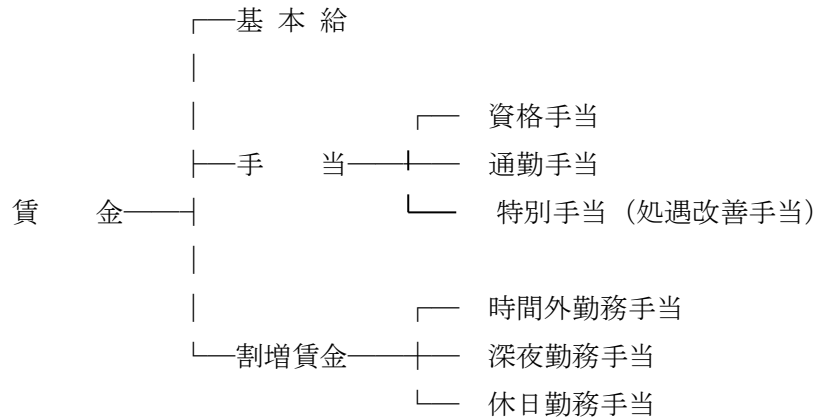 基 本 給
資格手当
手　　当　通勤手当
賃　　金　特別手当（処遇改善手当）
時間外勤務手当
割増賃金　深夜勤務手当
休日勤務手当